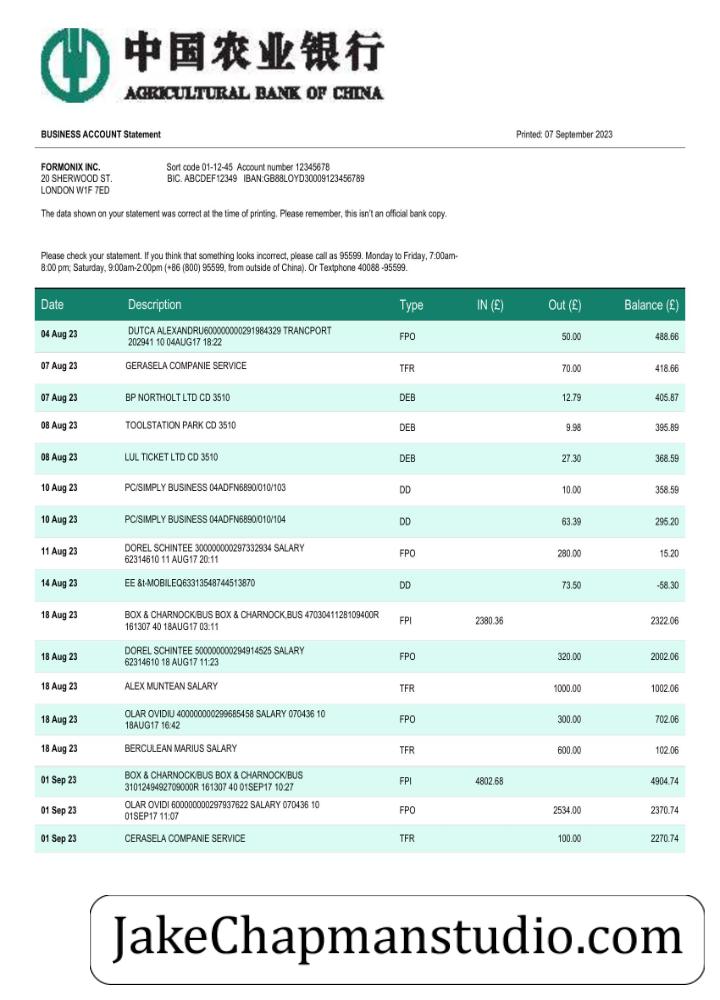 中国农业银行
AGRICULTURAL BANK OF CHINA
BUSINESS ACCOUNT Statement Printed: 07 September 2023
FORMONIX INC. Sort code 01-12-45 Account number 12345678
20 SHERWOOD ST. BIC. ABCDEF12349 IBAN:GB88LOYD30009123456789
LONDON W1F 7ED
The data shown on your statement was correct at the time of printing. Please remember, this isn't an official bank copy.
Please check your statement. If you think that something looks incorrect, please call as 95599. Monday to Friday, 7:00am-
8:00 pm; Saturday, 9:00am-2:00pm (+86 (800) 95599, from outside of China). Or Textphone 40088 -95599.
Date Description Type IN (£) Out (£) Balance (£)
04 Aug 23 DUTCA ALEXANDRU600000000291984329 TRANCPORT
202941 10 04AUG17 18:22 FPO 50.00 488.66
07 Aug 23 GERASELA COMPANIE SERVICE TFR 70.00 418.66
07 Aug 23 BP NORTHOLT LTD CD 3510 DEB 12.79 405.87
08 Aug 23 TOOLSTATION PARK CD 3510 DEB 9.98 395.89
08 Aug 23 LUL TICKET LTD CD 3510 DEB 27.30 368.59
10 Aug 23 PC/SIMPLY BUSINESS 04ADFN6890/010/103 DD 10.00 358.59
10 Aug 23 PC/SIMPLY BUSINESS 04ADFN6890/010/104 DD 63.39 295.20
11 Aug 23 DOREL SCHINTEE 300000000297332934 SALARY
62314610 11 AUG17 20:11 FPO 280.00 15.20
14 Aug 23 EE &t-MOBILEQ63313548744513870 DD 73.50 -58.30
18 Aug 23 BOX & CHARNOCK/BUS BOX & CHARNOCK,BUS 4703041128109400R
161307 40 18AUG17 03:11 FPI 2380.36 2322.06
18 Aug 23 DOREL SCHINTEE 500000000294914525 SALARY
62314610 18 AUG17 11:23 FPO 320.00 2002.06
18 Aug 23 ALEX MUNTEAN SALARY TFR 1000.00 1002.06
18 Aug 23 OLAR OVIDIU 400000000299685458 SALARY 070436 10
18AUG17 16:42 FPO 300.00 702.06
18 Aug 23 BERCULEAN MARIUS SALARY TFR 600.00 102.06
01 Sep 23 BOX & CHARNOCK/BUS BOX & CHARNOCK/BUS
3101249492709000R 161307 40 01SEP17 10:27 FPI 4802.68 4904.74
01 Sep 23 OLAR OVIDI 600000000297937622 SALARY 070436 10
01SEP17 11:07 FPO 2534.00 2370.74
01 Sep 23 CERASELA COMPANIE SERVICE TFR 100.00 2270.74
JakeChapmanstudio.com